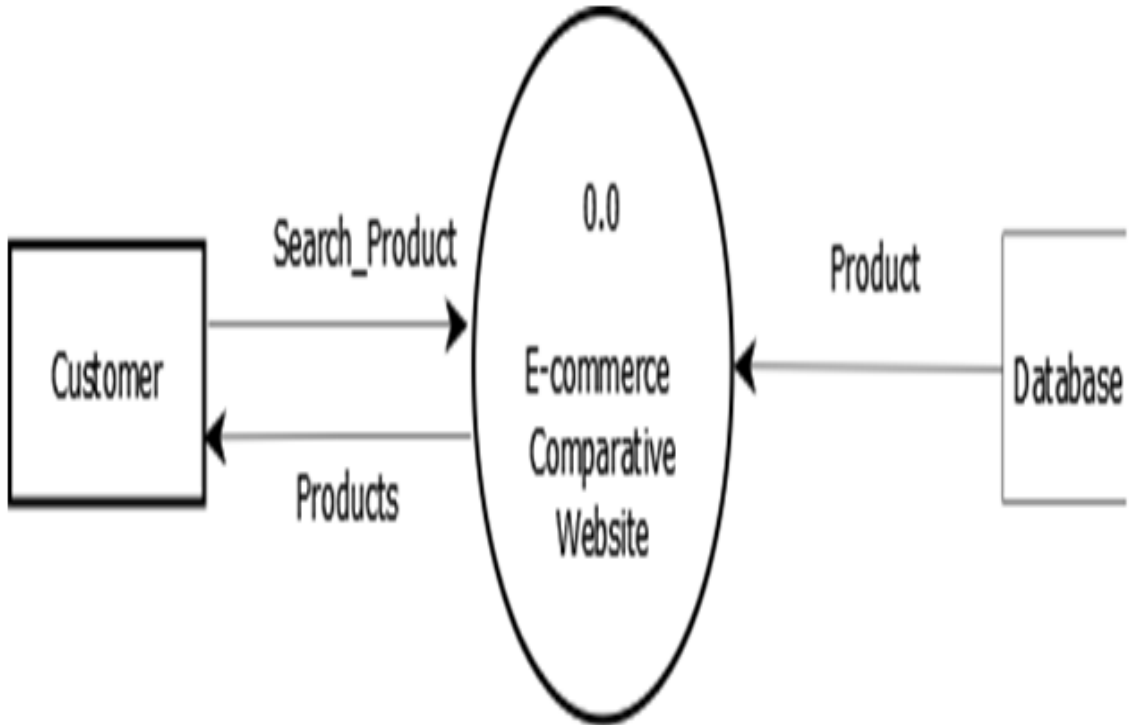 Customer
Search_Product
Products
0.0
E-commerce
Comparative
Website
Product
Database